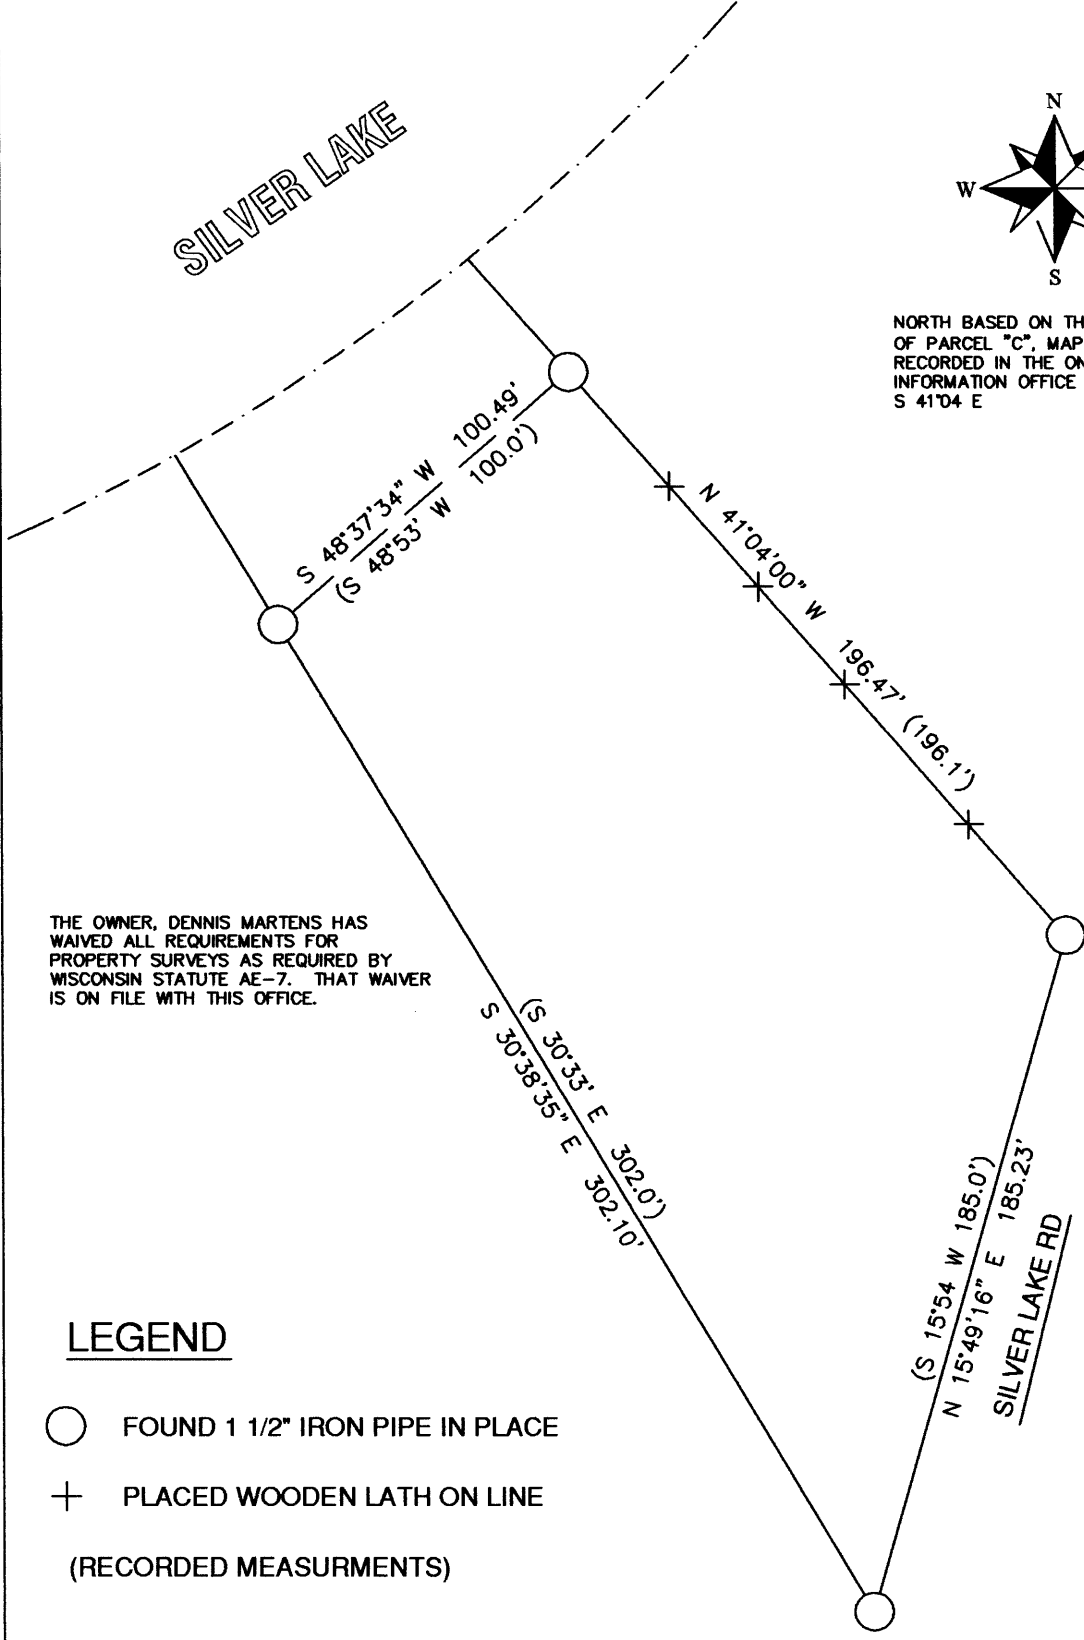 SILVER LAKE
N
W
S
NORTH BASED ON TH
OF PARCEL "C", MAP
RECORDED IN THE ON
INFORMATION OFFICE
S 41°04 E
S 48°37'34" W 100.49'
(S 48°53' W 100.0')
N 41°04'00" W 196.47' (196.1')
THE OWNER, DENNIS MARTENS HAS
WAIVED ALL REQUIREMENTS FOR
PROPERTY SURVEYS AS REQUIRED BY
WISCONSIN STATUTE AE-7. THAT WAIVER
IS ON FILE WITH THIS OFFICE.
(S 30°33' E 302.0')
S 30°38'35" E 302.10'
(S 15°54 W 185.0')
N 15°49'16" E 185.23'
SILVER LAKE RD
LEGEND
FOUND 1 1/2" IRON PIPE IN PLACE
PLACED WOODEN LATH ON LINE
(RECORDED MEASURMENTS)